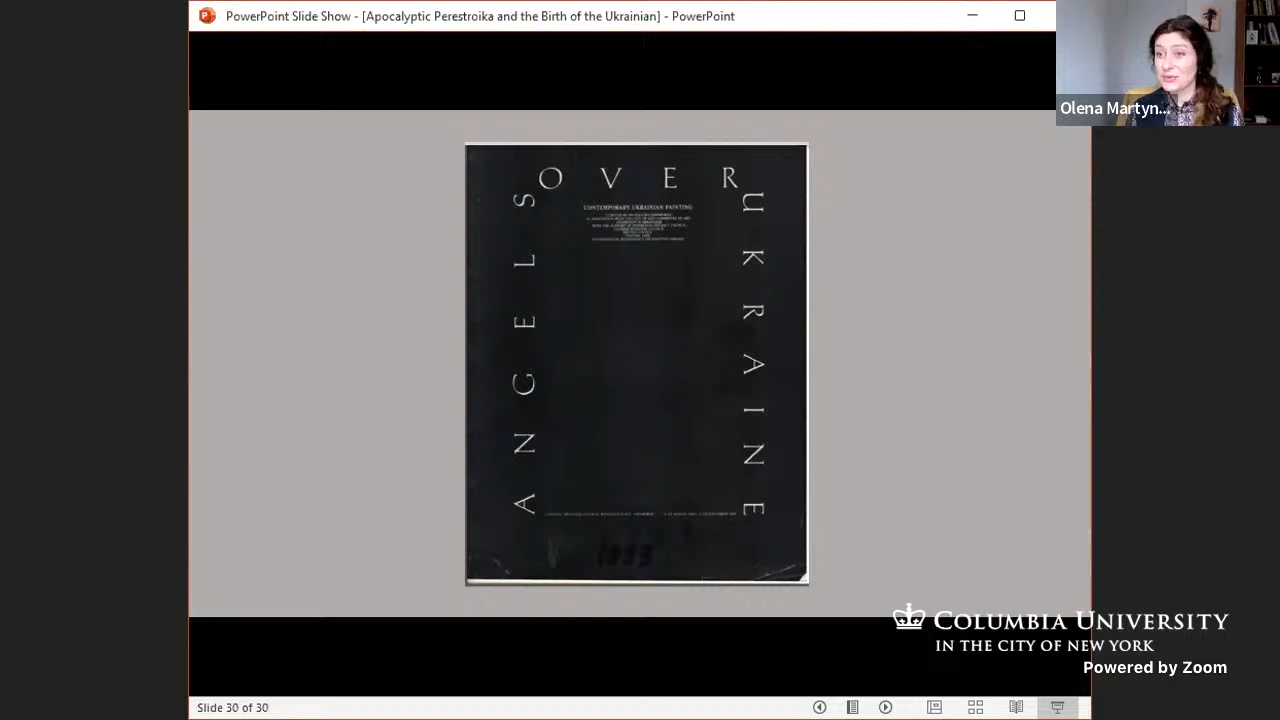 PowerPoint Slide Show - [Apocalyptic Perestroika and the Birth of the Ukrainian] - PowerPoint
Olena Martyn...
ANGELS
OVER
UKRAINE
CONTEMPORARY UKRAINIAN PAINTING
1993
COLUMBIA UNIVERSITY
IN THE CITY OF NEW YORK
Powered by Zoom
Slide 30 of 30